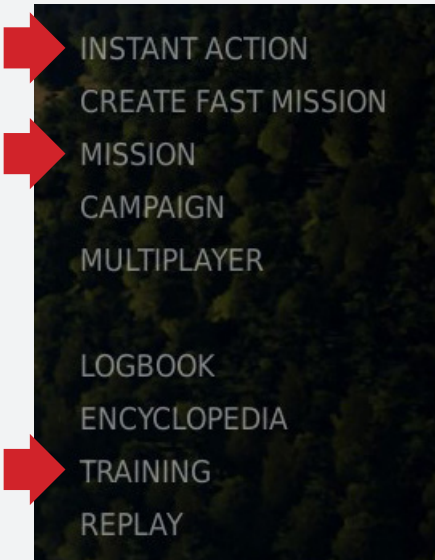 INSTANT ACTION
CREATE FAST MISSION
MISSION
CAMPAIGN
MULTIPLAYER
LOGBOOK
ENCYCLOPEDIA
TRAINING
REPLAY